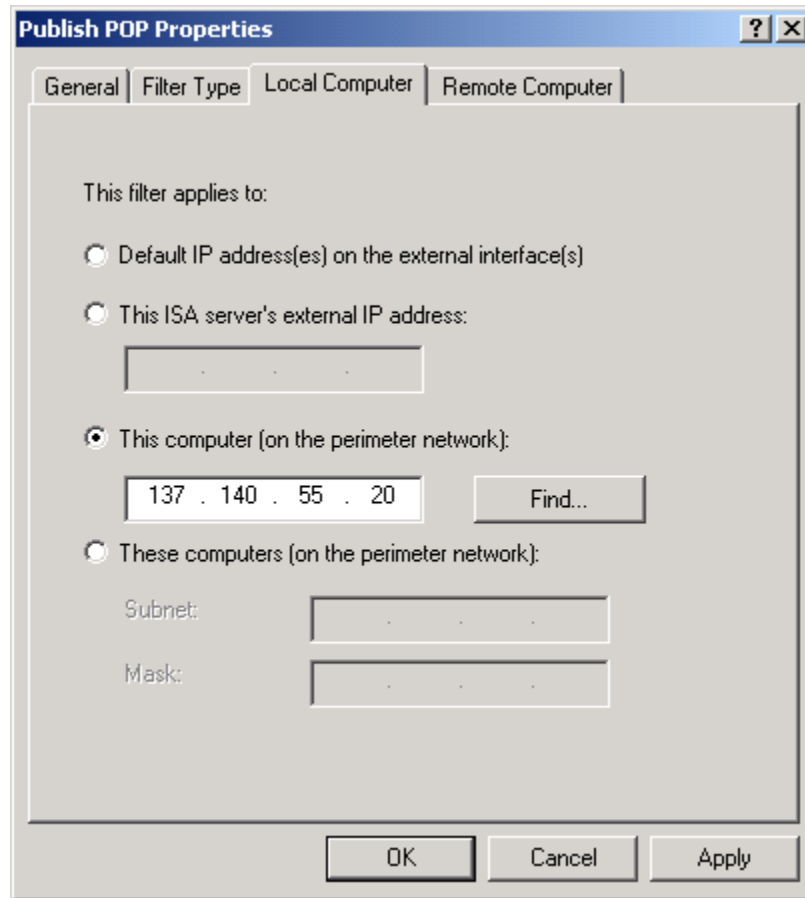 Publish POP Properties
General Filter Type Local Computer Remote Computer
This filter applies to:
Default IP address(es) on the external interface(s)
This ISA server's external IP address:
. . .
This computer (on the perimeter network):
137 . 140 . 55 . 20 Find...
These computers (on the perimeter network):
Subnet: . . .
Mask: . . .
OK Cancel Apply